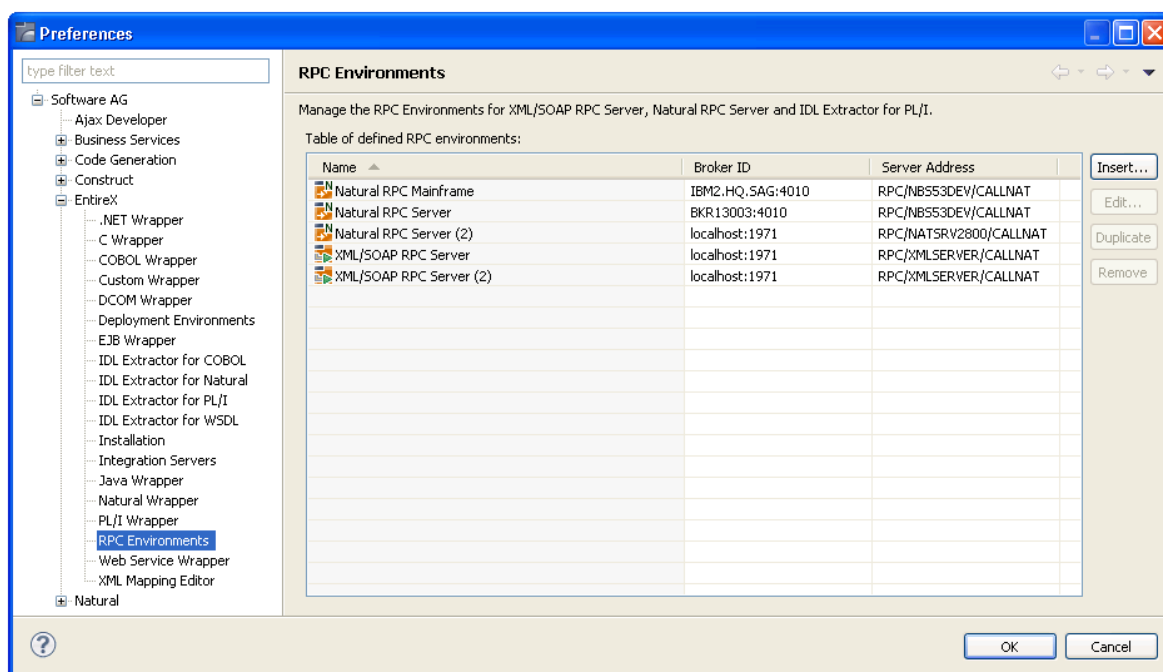 Preferences
type filter text
Software AG
Ajax Developer
Business Services
Code Generation
Construct
EntireX
.NET Wrapper
C Wrapper
COBOL Wrapper
Custom Wrapper
DCOM Wrapper
Deployment Environments
EJB Wrapper
IDL Extractor for COBOL
IDL Extractor for Natural
IDL Extractor for PL/I
IDL Extractor for WSDL
Installation
Integration Servers
Java Wrapper
Natural Wrapper
PL/I Wrapper
RPC Environments
Web Service Wrapper
XML Mapping Editor
Natural
RPC Environments
Manage the RPC Environments for XML/SOAP RPC Server, Natural RPC Server and IDL Extractor for PL/I.
Table of defined RPC environments:
Name Broker ID Server Address
Natural RPC Mainframe IBM2.HQ.SAG:4010 RPC/NBS53DEV/CALLNAT
Natural RPC Server BKR13003:4010 RPC/NBS53DEV/CALLNAT
Natural RPC Server (2) localhost:1971 RPC/NATSRV2800/CALLNAT
XML/SOAP RPC Server localhost:1971 RPC/XMLSERVER/CALLNAT
XML/SOAP RPC Server (2) localhost:1971 RPC/XMLSERVER/CALLNAT
Insert...
Edit...
Duplicate
Remove
OK Cancel